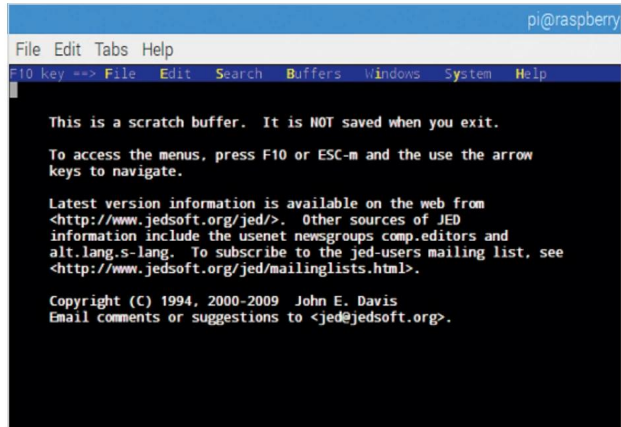 pi@raspberry
File Edit Tabs Help
F10 key ==> File Edit Search Buffers Windows System Help
This is a scratch buffer. It is NOT saved when you exit.
To access the menus, press F10 or ESC-m and the use the arrow
keys to navigate.
Latest version information is available on the web from
<http://www.jedsoft.org/jed/>. Other sources of JED
information include the usenet newsgroups comp.editors and
alt.lang.s-lang. To subscribe to the jed-users mailing list, see
<http://www.jedsoft.org/jed/mailinglists.html>.
Copyright (C) 1994, 2000-2009 John E. Davis
Email comments or suggestions to <jed@jedsoft.org>.